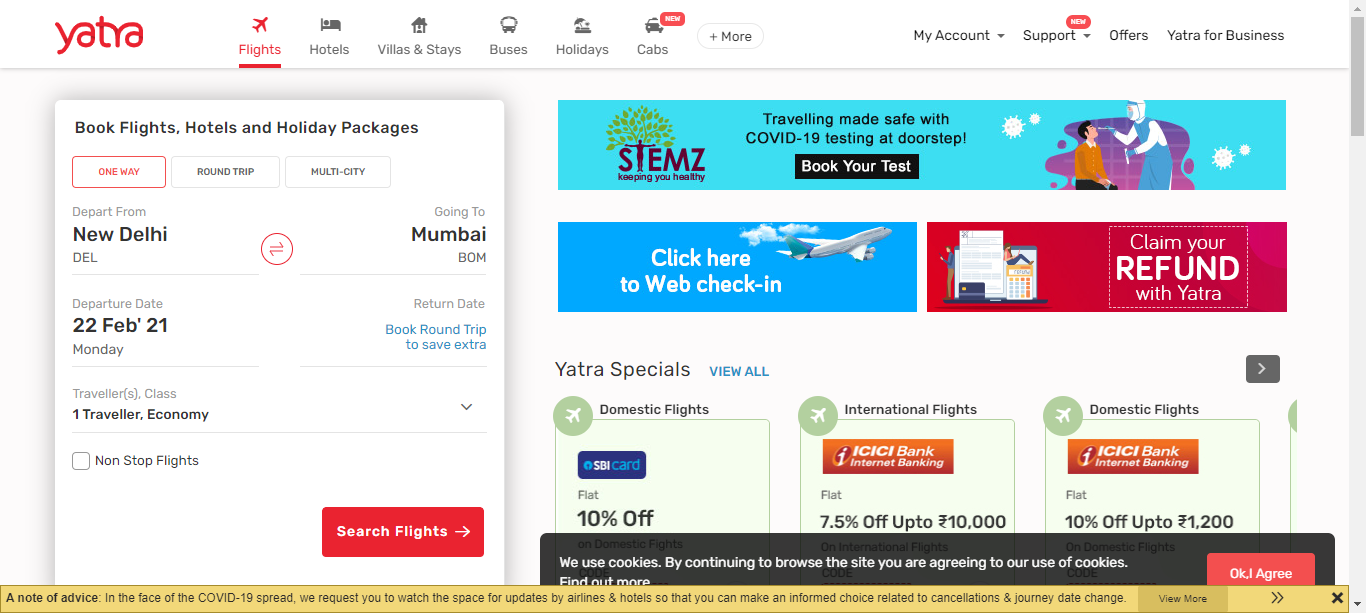 yatra
Flights
Hotels
Villas & Stays
Buses
Holidays
NEW
Cabs
+ More
My Account
NEW
Support
Offers
Yatra for Business
Book Flights, Hotels and Holiday Packages
ONE WAY
ROUND TRIP
MULTI-CITY
Depart From
Going To
New Delhi
Mumbai
DEL
BOM
Departure Date
Return Date
22 Feb' 21
Book Round Trip
to save extra
Monday
Traveller(s), Class
1 Traveller, Economy
Non Stop Flights
Search Flights
STEMZ
keeping you healthy
Travelling made safe with
COVID-19 testing at doorstep!
Book Your Test
Click here
to Web check-in
Claim your
REFUND
with Yatra
Yatra Specials
VIEW ALL
Domestic Flights
SBI card
Flat
10% Off
on Domestic Flights
CODE
International Flights
ICICI Bank
Internet Banking
Flat
7.5% Off Upto ₹10,000
On International Flights
CODE
Domestic Flights
ICICI Bank
Internet Banking
Flat
10% Off Upto ₹1,200
On Domestic Flights
CODE
We use cookies. By continuing to browse the site you are agreeing to our use of cookies.
Find out more
Ok,I Agree
A note of advice: In the face of the COVID-19 spread, we request you to watch the space for updates by airlines & hotels so that you can make an informed choice related to cancellations & journey date change.
View More